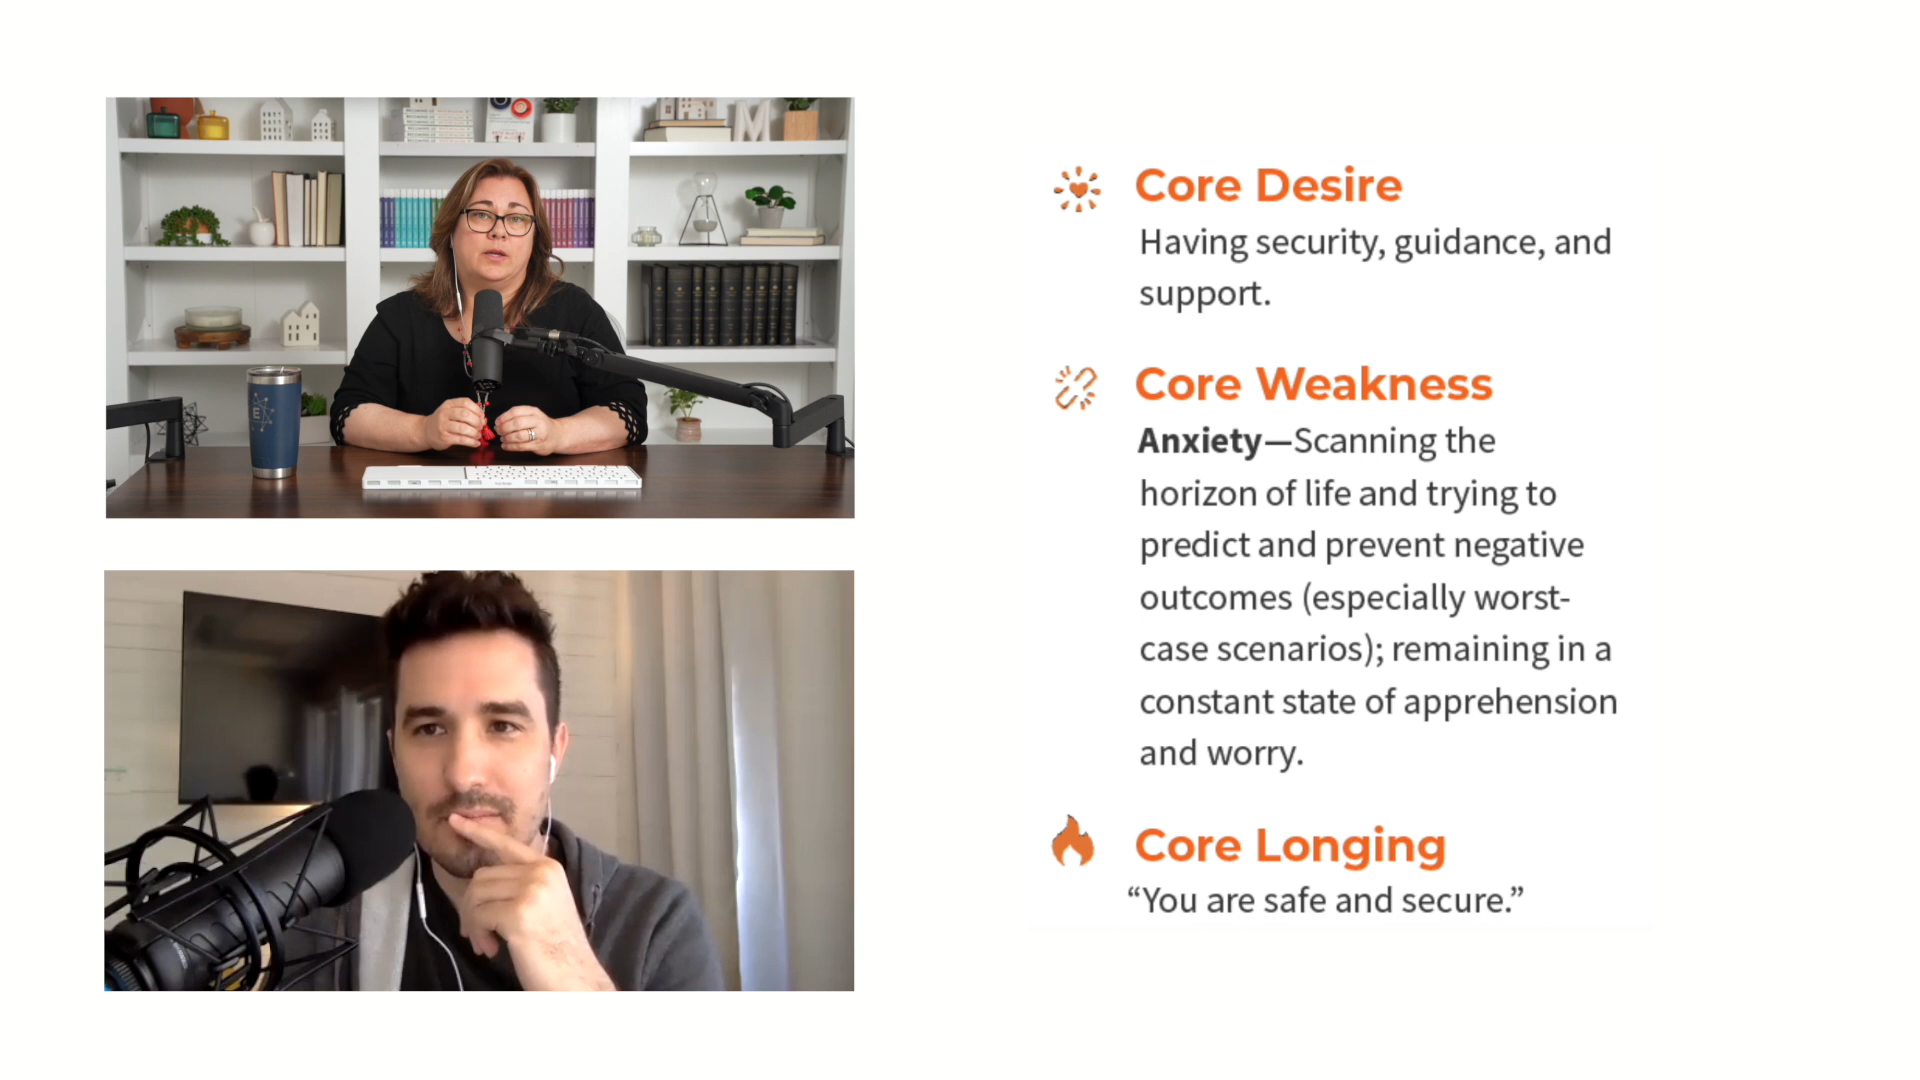 Core Desire
Having security, guidance, and
support.
Core Weakness
Anxiety—Scanning the
horizon of life and trying to
predict and prevent negative
outcomes (especially worst-
case scenarios); remaining in a
constant state of apprehension
and worry.
Core Longing
“You are safe and secure.”
M
E